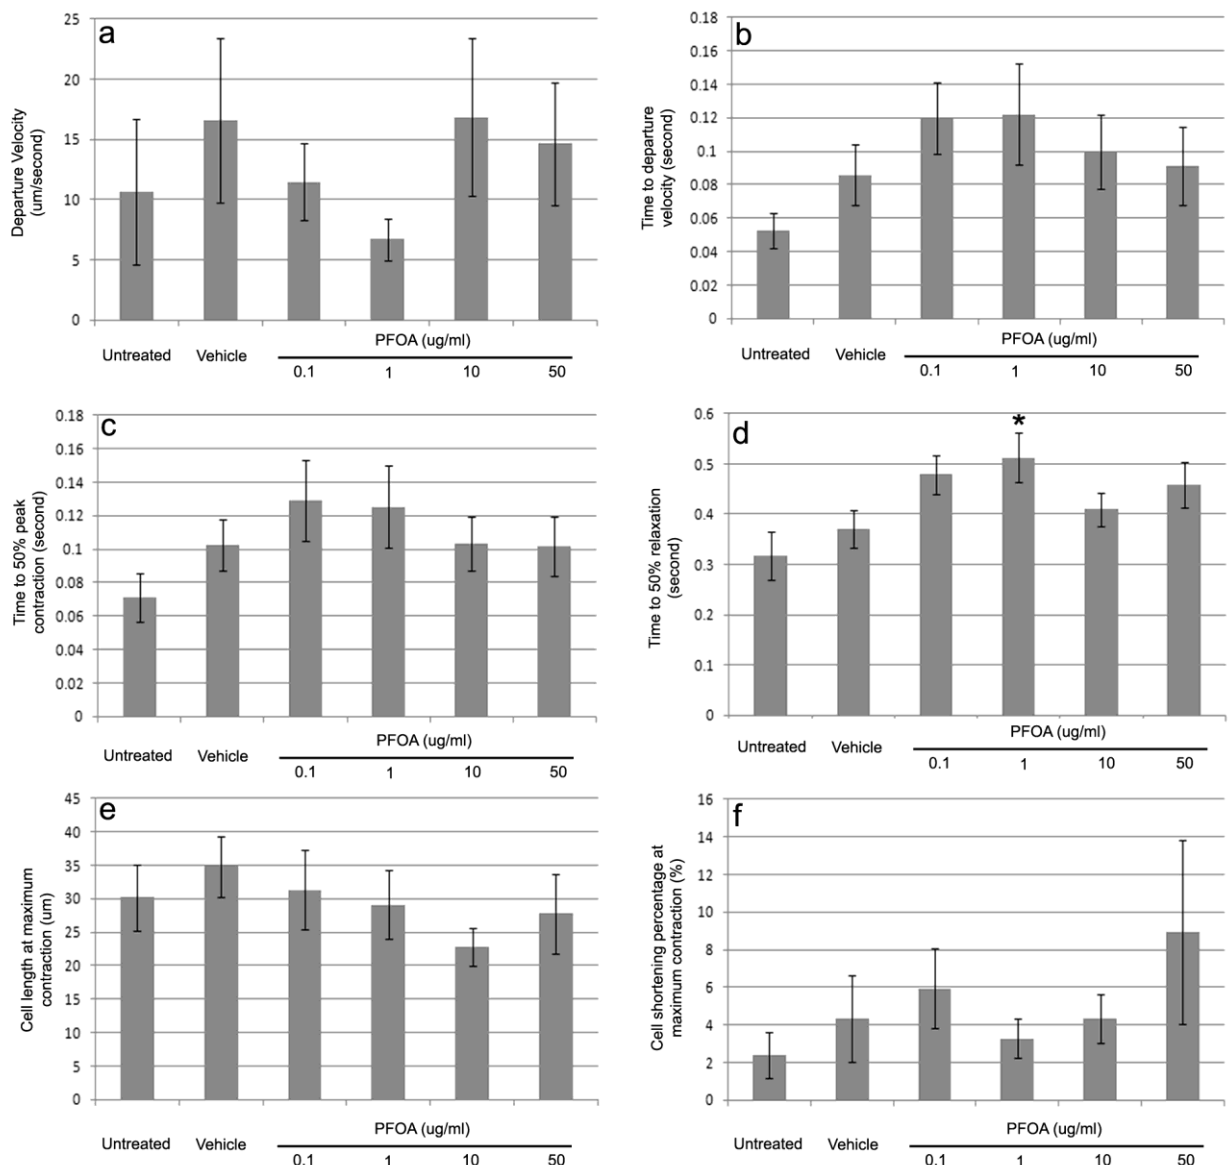 a
25
20
15
10
5
0
Departure Velocity
(um/second)
Untreated
Vehicle
PFOA (ug/ml)
0.1
1
10
50
b
0.18
0.16
0.14
0.12
0.1
0.08
0.06
0.04
0.02
0
Time to departure
velocity (second)
Untreated
Vehicle
PFOA (ug/ml)
0.1
1
10
50
c
0.18
0.16
0.14
0.12
0.1
0.08
0.06
0.04
0.02
0
Time to 50% peak
contraction (second)
Untreated
Vehicle
PFOA (ug/ml)
0.1
1
10
50
d
*
0.6
0.5
0.4
0.3
0.2
0.1
0
Time to 50% relaxation
(second)
Untreated
Vehicle
PFOA (ug/ml)
0.1
1
10
50
e
45
40
35
30
25
20
15
10
5
0
Cell length at maximum
contraction (um)
Untreated
Vehicle
PFOA (ug/ml)
0.1
1
10
50
f
16
14
12
10
8
6
4
2
0
Cell shortening percentage at
maximum contraction (%)
Untreated
Vehicle
PFOA (ug/ml)
0.1
1
10
50